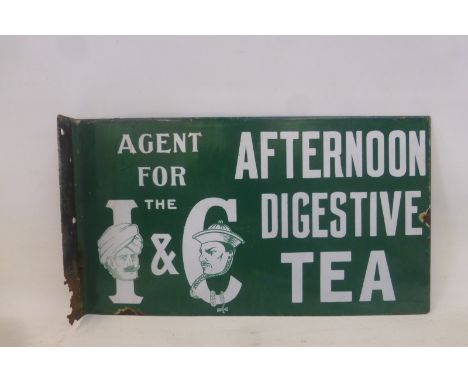 AGENT
FOR
THE
I & C
AFTERNOON
DIGESTIVE
TEA